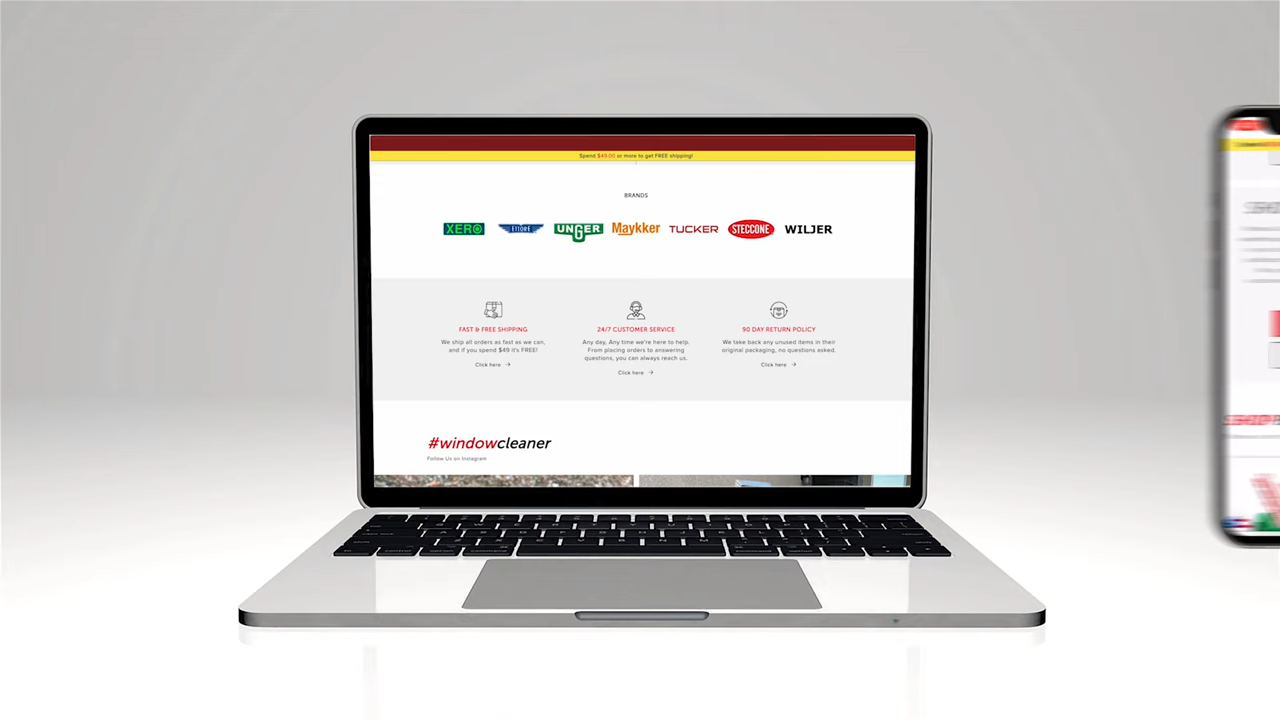 Spend $49.00 or more to get FREE shipping!
BRANDS
XERO ETTORE UNGER Maykker TUCKER STECCONE WILJER
FAST & FREE SHIPPING
We ship all orders as fast as we can,
and if you spend $49 it's FREE!
Click here
24/7 CUSTOMER SERVICE
Any day, Any time we're here to help.
From placing orders to answering
questions, you can always reach us.
Click here
90 DAY RETURN POLICY
We take back any unused items in their
original packaging, no questions asked.
Click here
#windowcleaner
Follow Us on Instagram